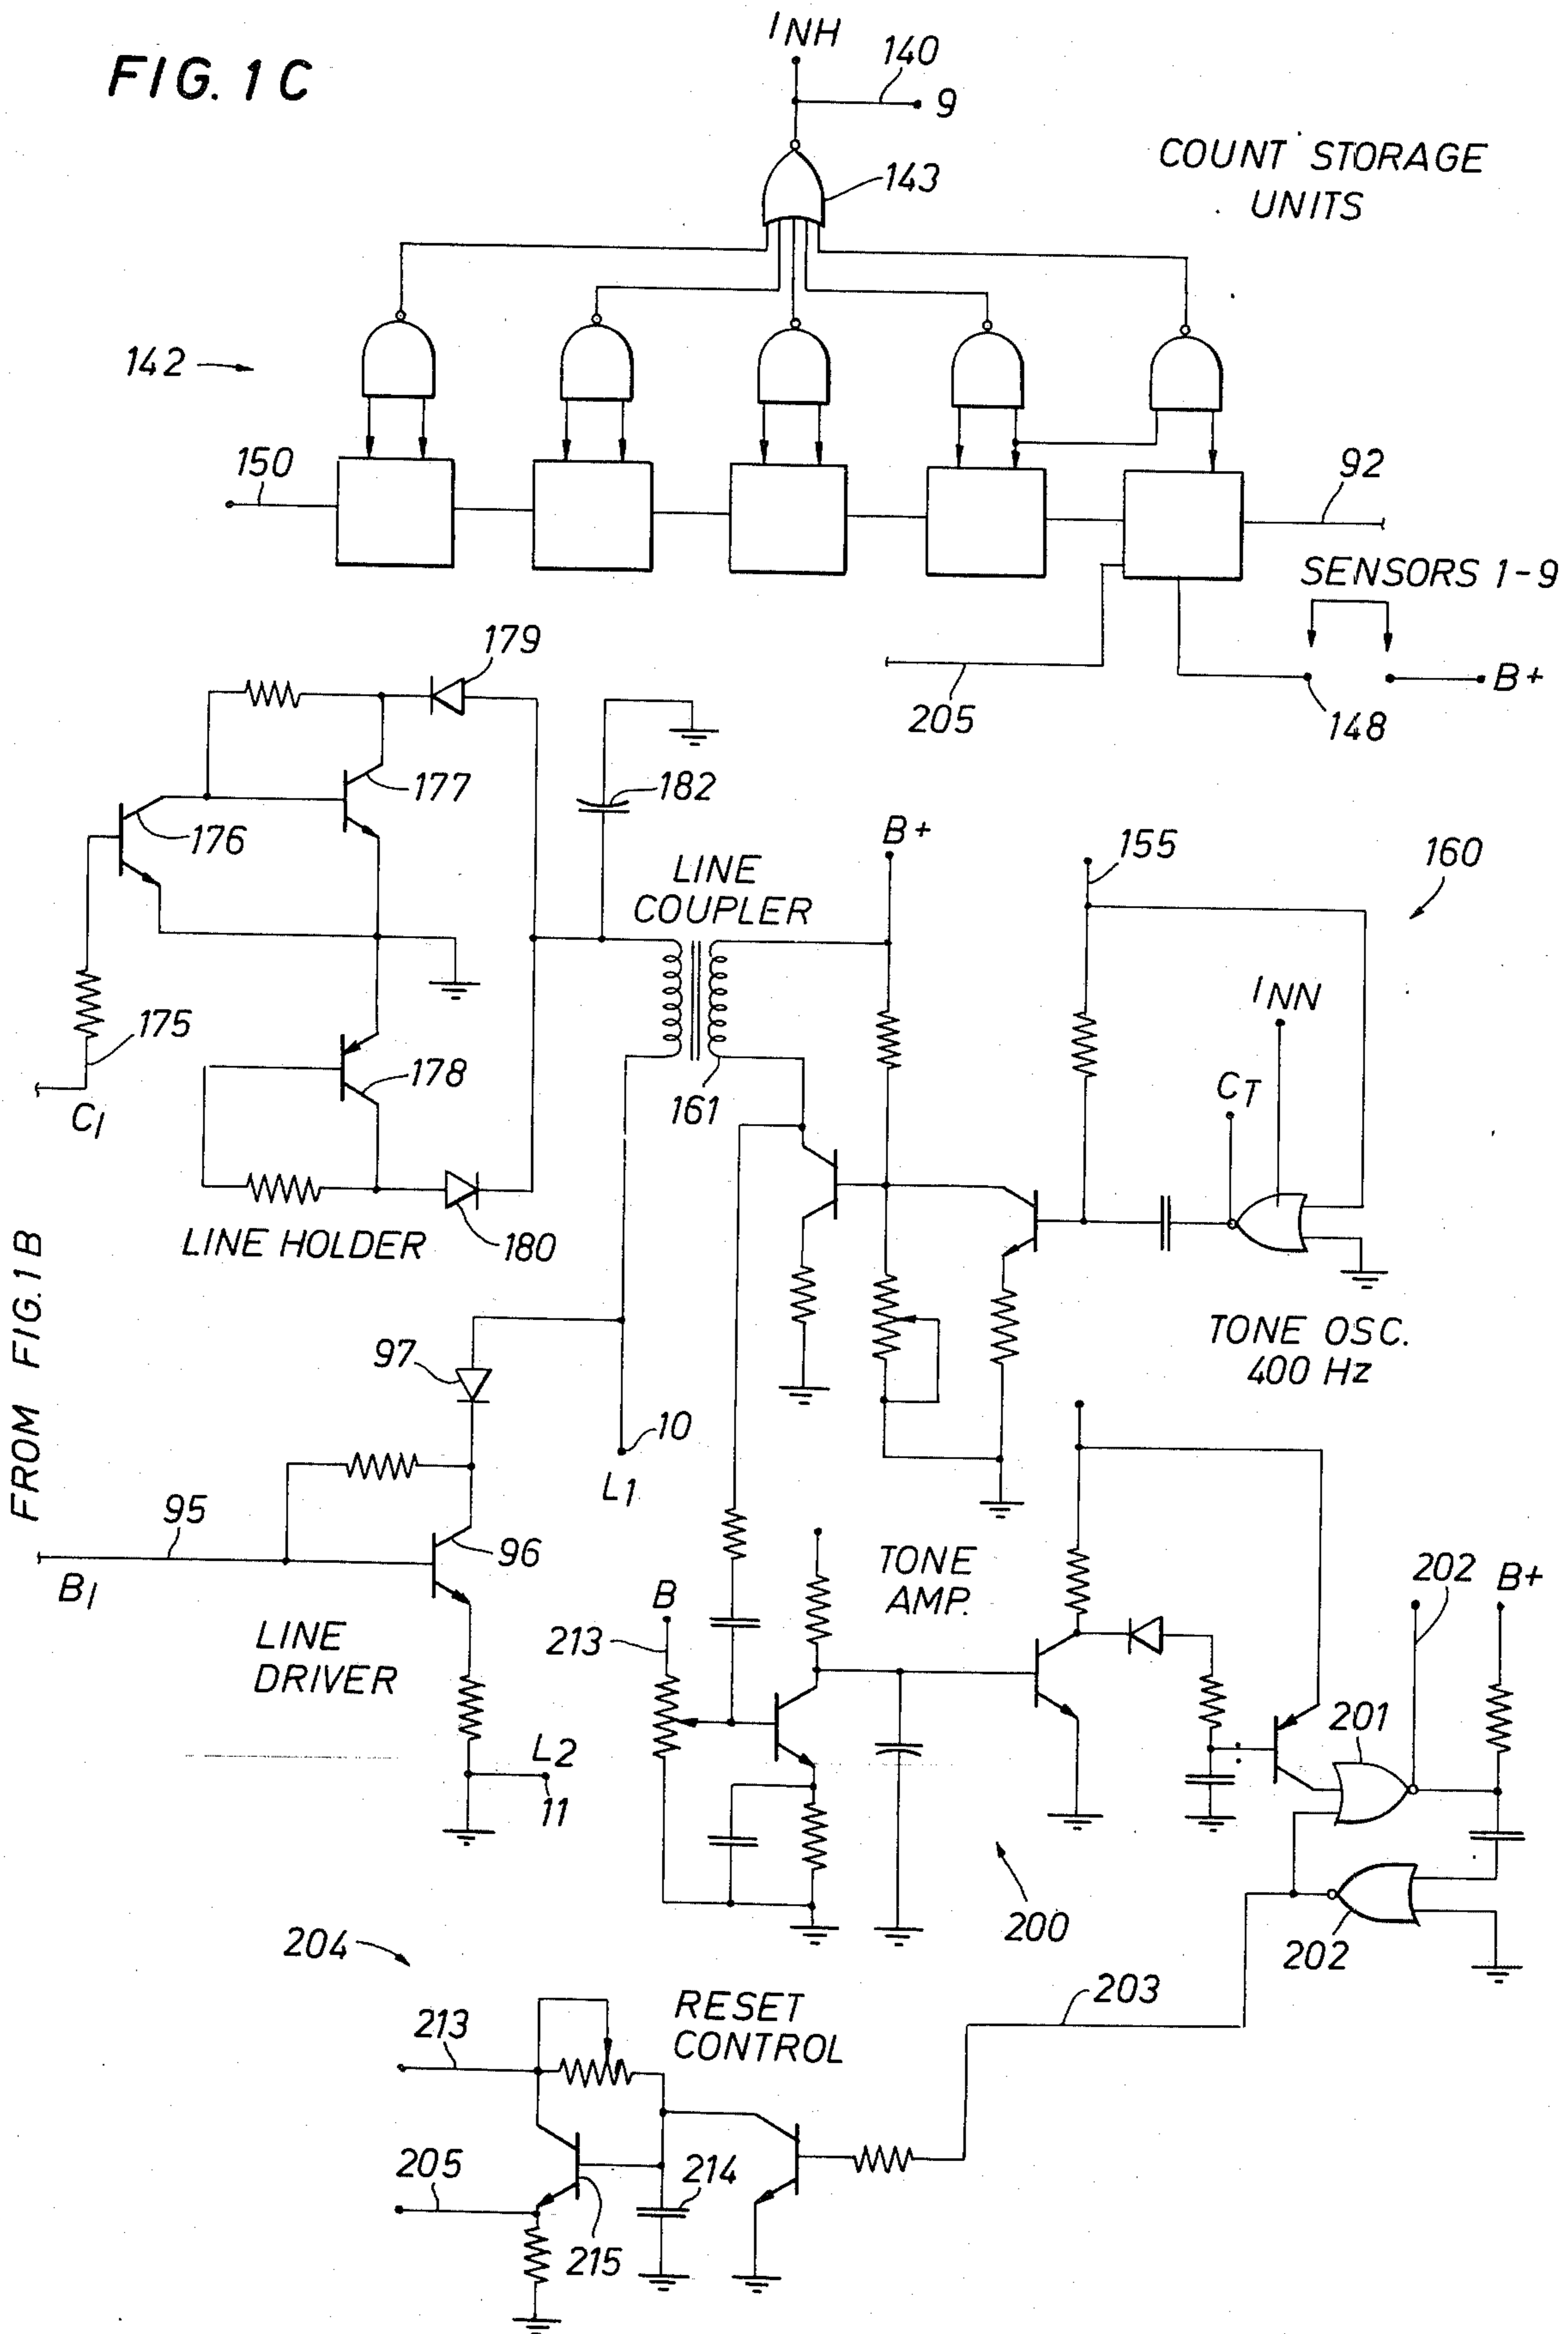 FIG. 1C
INH
140
9
143
COUNT STORAGE
UNITS
142
150
92
SENSORS 1-9
205
148
B+
179
177
176
182
175
C1
178
180
LINE HOLDER
LINE
COUPLER
161
B+
155
160
INN
CT
TONE OSC.
400 Hz
FROM FIG.1B
97
10
L1
95
B1
96
LINE
DRIVER
L2
11
B
213
TONE
AMP.
202
B+
201
202
200
203
204
RESET
CONTROL
213
205
214
215